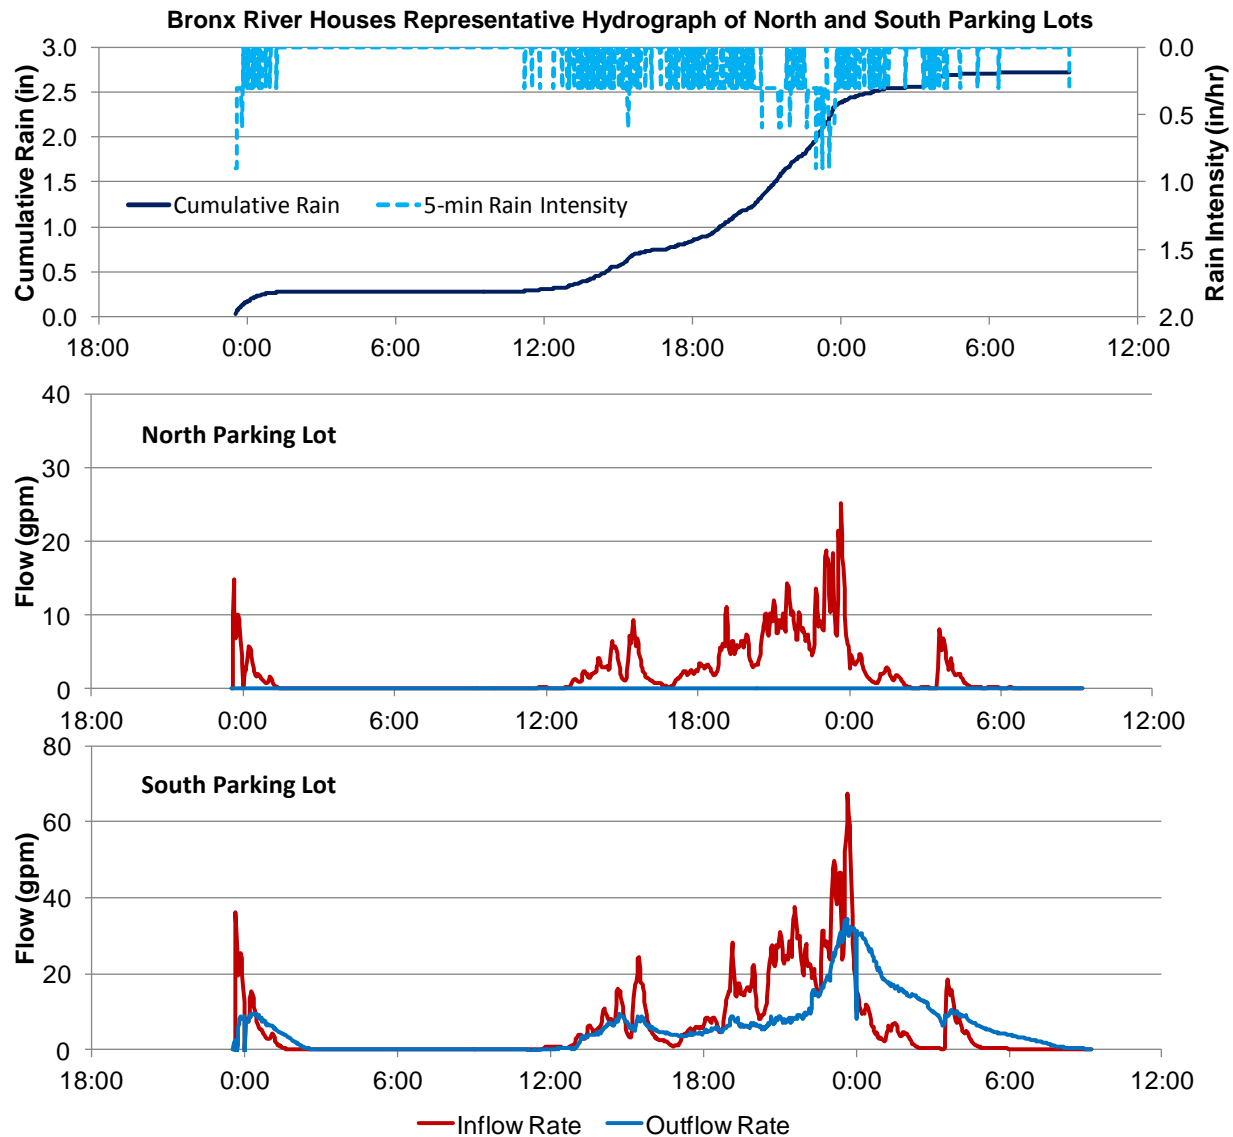 Bronx River Houses Representative Hydrograph of North and South Parking Lots
Cumulative Rain (in)
3.0
2.5
2.0
1.5
1.0
0.5
0.0
Cumulative Rain
5-min Rain Intensity
0.0
0.5
1.0
1.5
2.0
Rain Intensity (in/hr)
18:00 0:00 6:00 12:00 18:00 0:00 6:00 12:00
Flow (gpm)
40
30
20
10
0
North Parking Lot
18:00 0:00 6:00 12:00 18:00 0:00 6:00 12:00
Flow (gpm)
80
60
40
20
0
South Parking Lot
18:00 0:00 6:00 12:00 18:00 0:00 6:00 12:00
Inflow Rate Outflow Rate